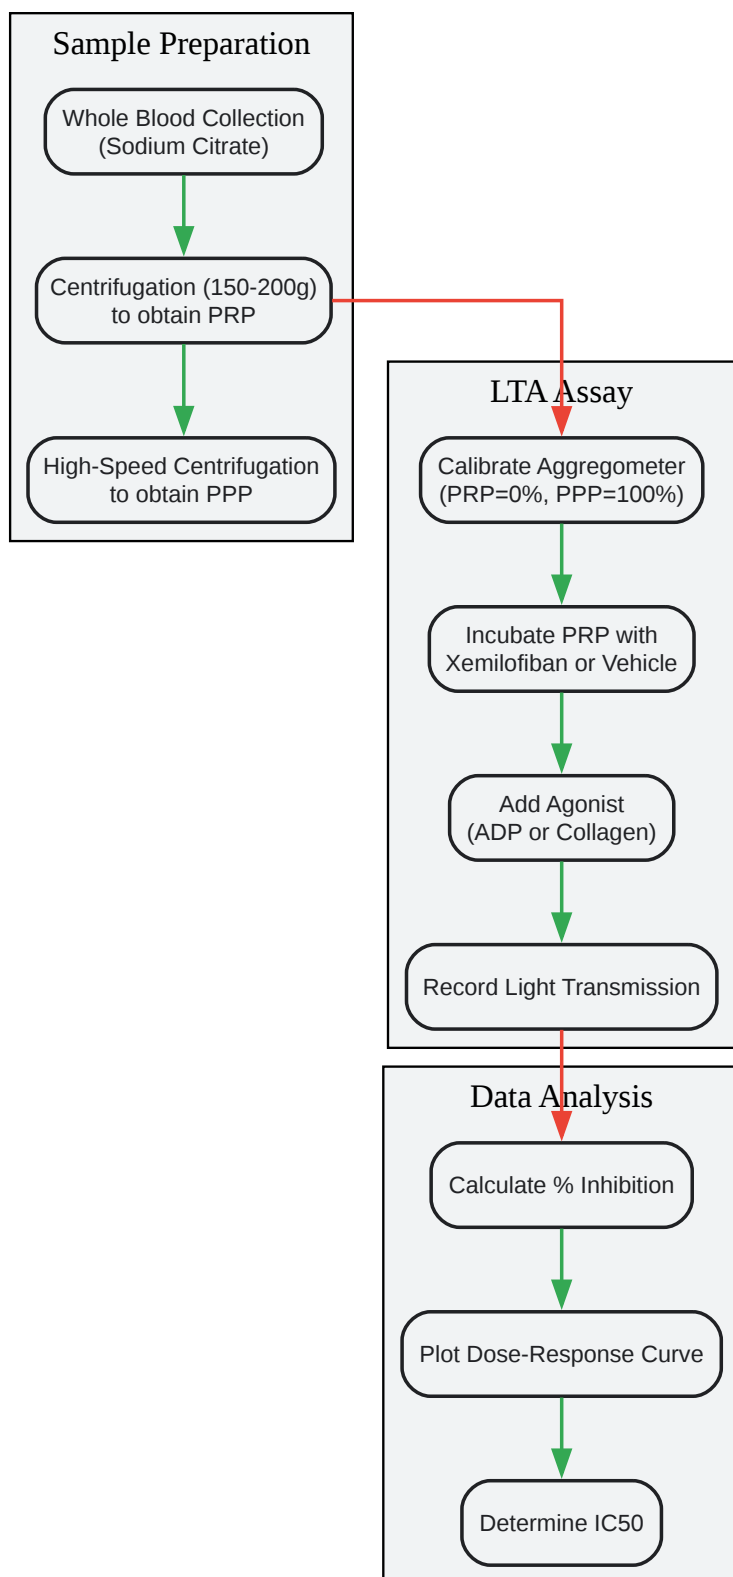 Sample Preparation
Whole Blood Collection
(Sodium Citrate)
Centrifugation (150-200g)
to obtain PRP
High-Speed Centrifugation
to obtain PPP
LTA Assay
Calibrate Aggregometer
(PRP=0%, PPP=100%)
Incubate PRP with
Xemilofiban or Vehicle
Add Agonist
(ADP or Collagen)
Record Light Transmission
Data Analysis
Calculate % Inhibition
Plot Dose-Response Curve
Determine IC50